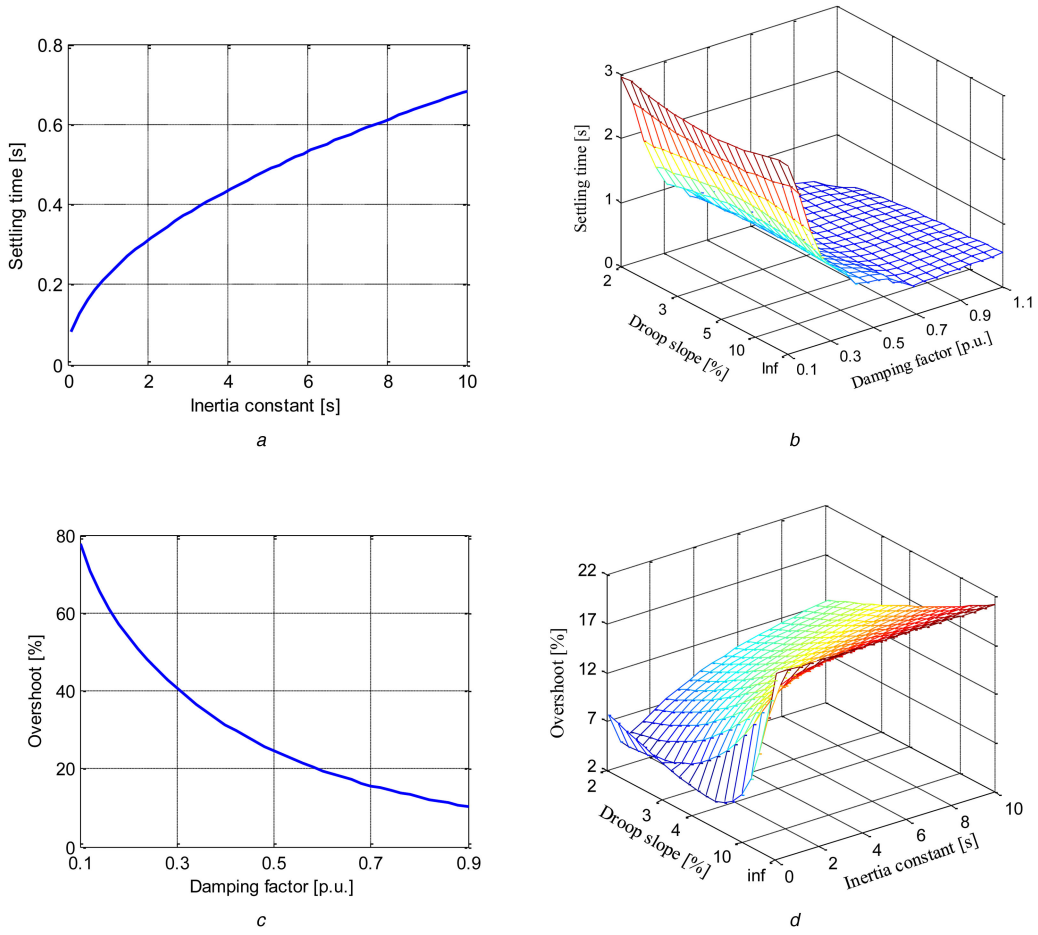 0.8
0.6
0.4
0.2
0
Settling time [s]
0 2 4 6 8 10
Inertia constant [s]
a
3
2
1
0
Settling time [s]
2 3 5 10 Inf
Droop slope [%]
0.1 0.3 0.5 0.7 0.9 1.1
Damping factor [p.u.]
b
80
60
40
20
0
Overshoot [%]
0.1 0.3 0.5 0.7 0.9
Damping factor [p.u.]
c
22
17
12
7
2
Overshoot [%]
2 3 4 10 inf
Droop slope [%]
0 2 4 6 8 10
Inertia constant [s]
d